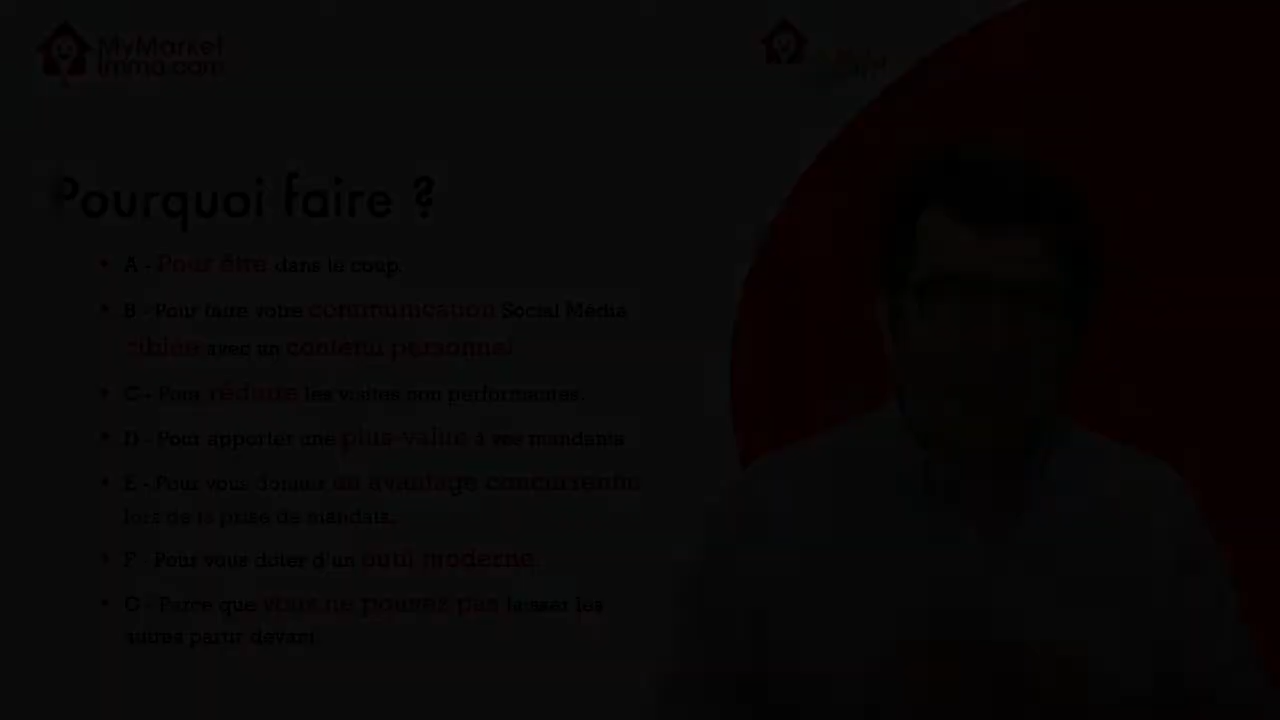 MyMarket
Immo.com
Pourquoi faire ?
• A - Pour être dans le coup.
• B - Pour faire votre communication Social Média
ciblée avec un contenu personnel
• C - Pour réduire les visites non performantes.
• D - Pour apporter une plus-value à vos mandants
• E - Pour vous donner un avantage concurrentiel
lors de la prise de mandats.
• F - Pour vous doter d'un outil moderne.
• G - Parce que vous ne pouvez pas laisser les
autres partir devant